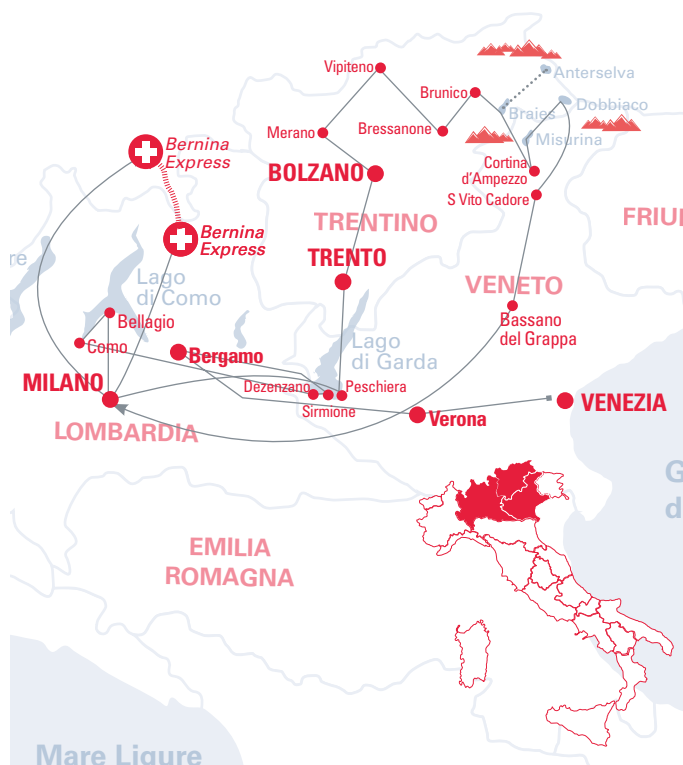 Vipiteno
Anterselva
Brunico
Dobbiaco
Braies
Merano
Bressanone
Misurina
Bernina
Express
Cortina
d'Ampezzo
BOLZANO
S Vito Cadore
TRENTINO
FRIU
Bernina
Express
TRENTO
re
Lago
di Como
VENETO
Bellagio
Bassano
del Grappa
Lago
di Garda
Como
Bergamo
MILANO
Dezenzano
Peschiera
Sirmione
Verona
VENEZIA
LOMBARDIA
G
d
EMILIA
ROMAGNA
Mare Ligure